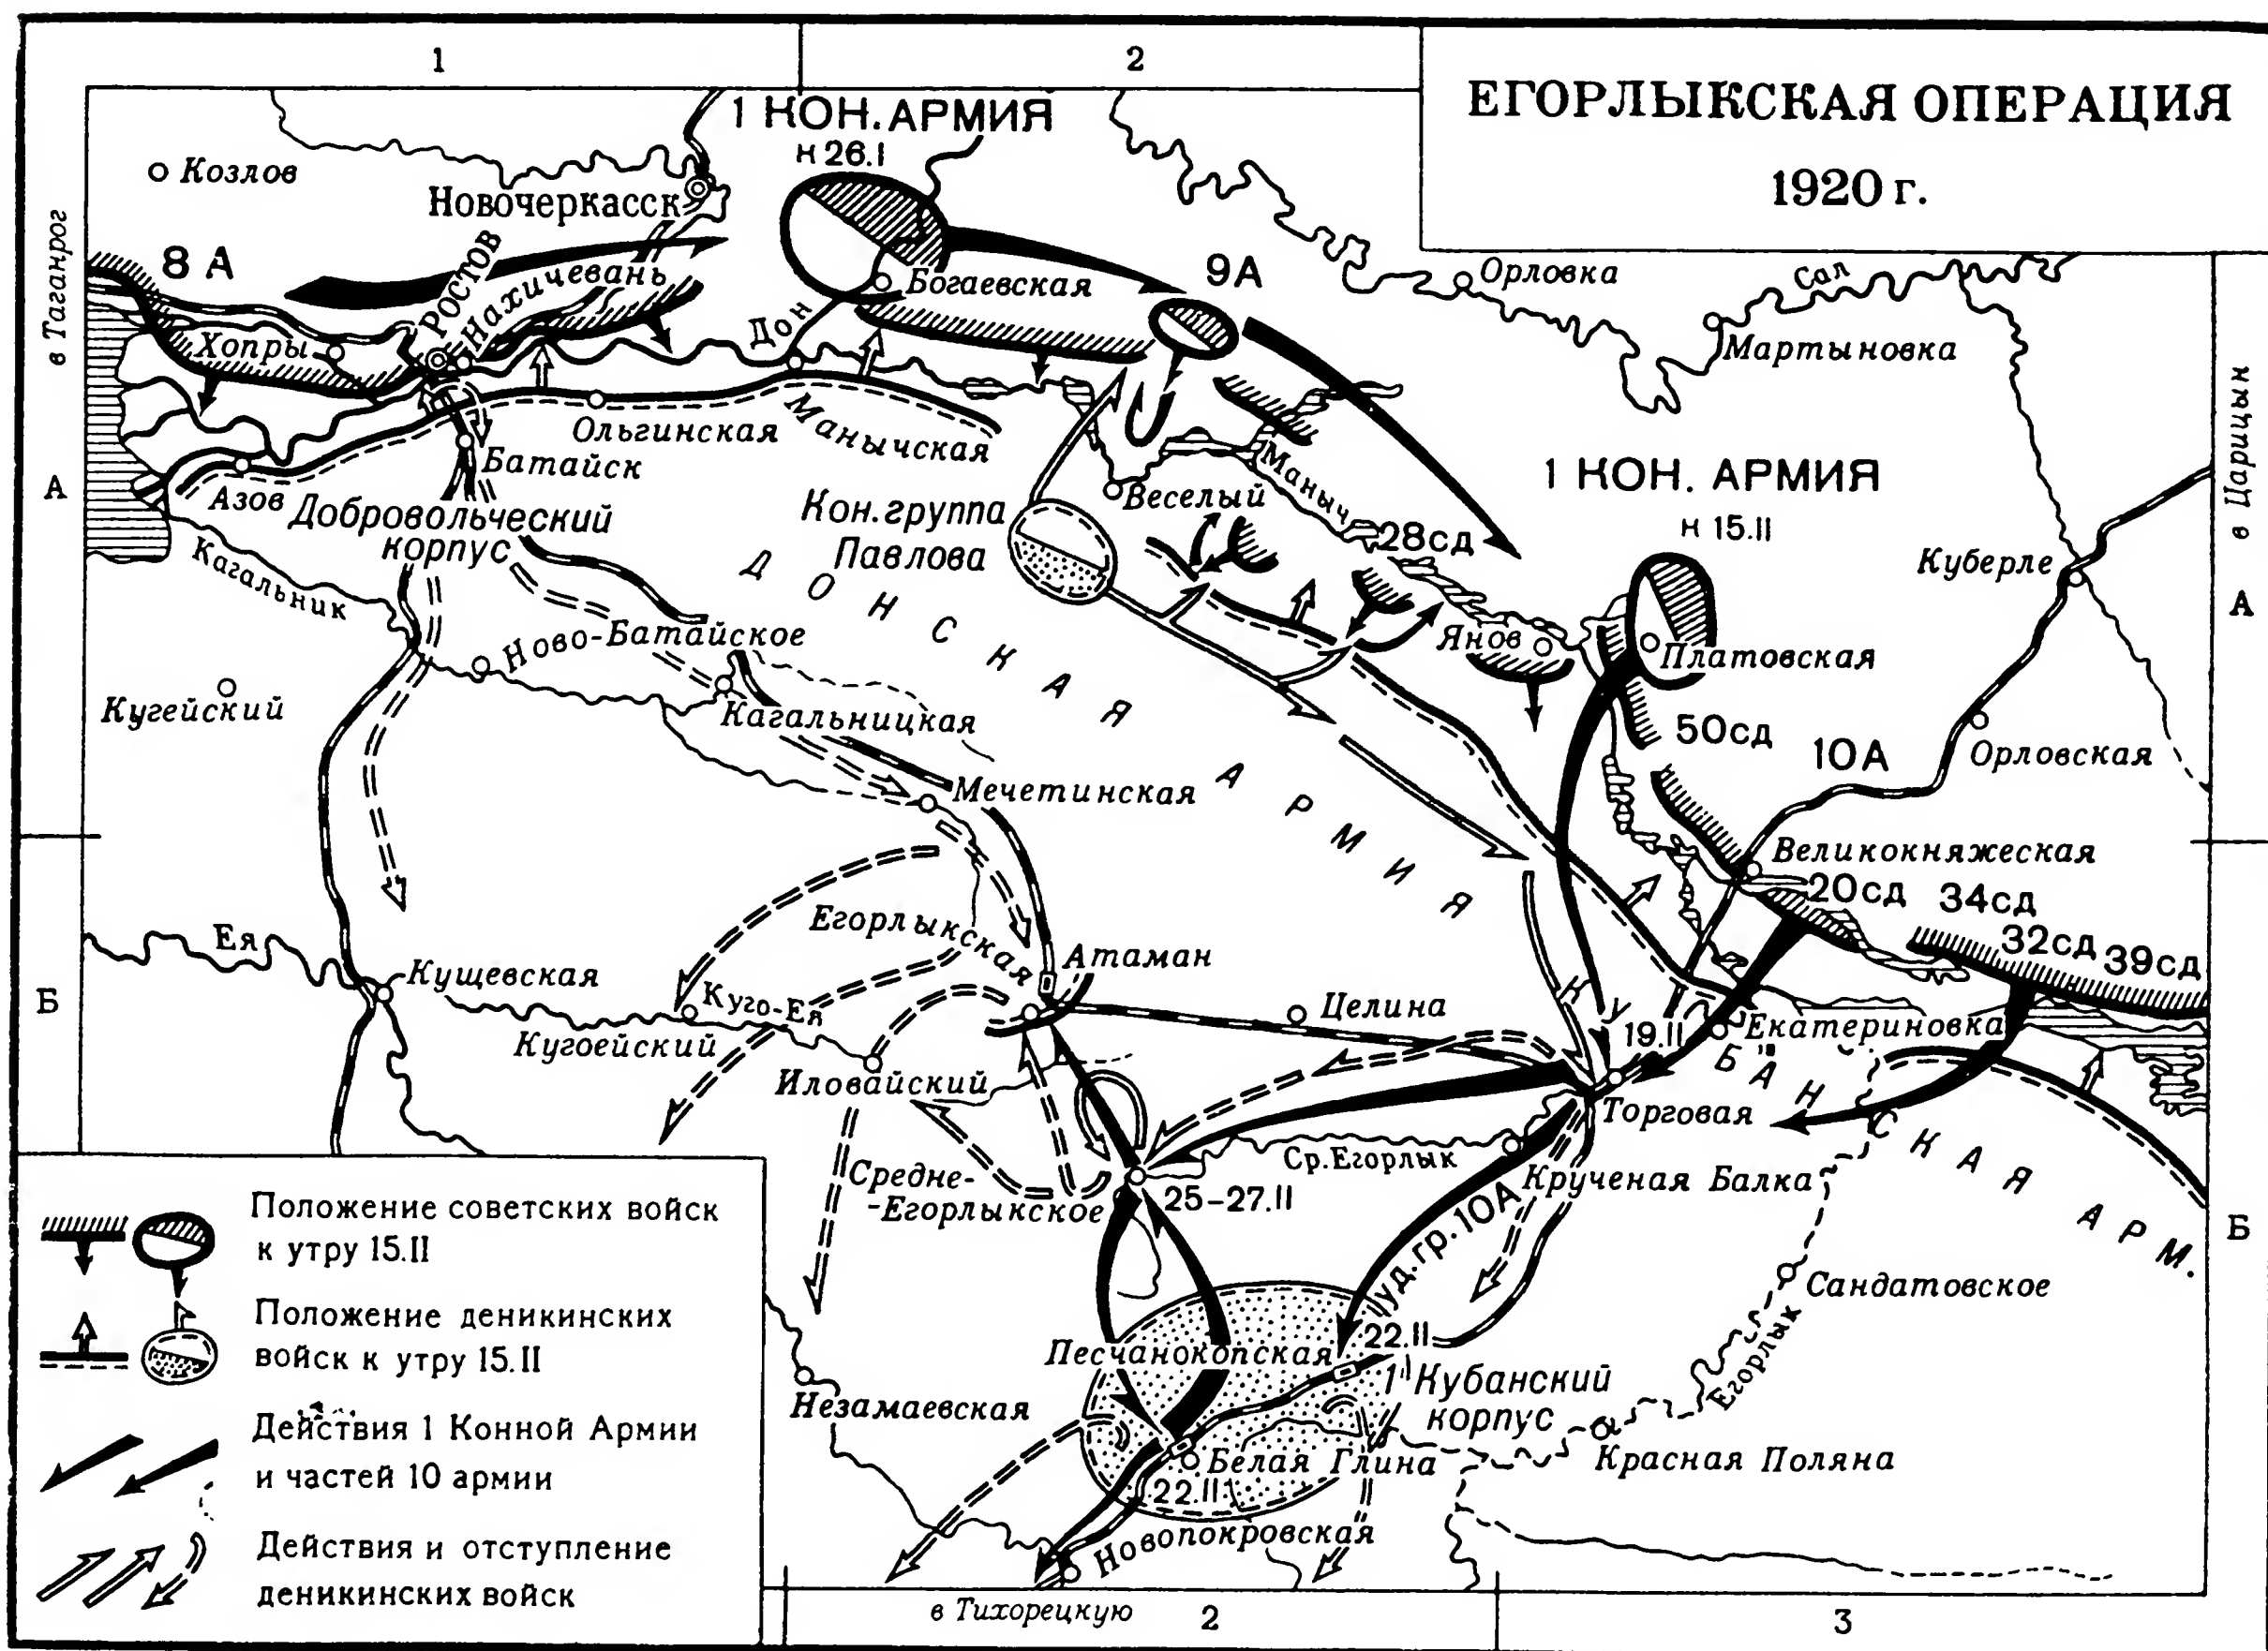 1
2
ЕГОРЛЫКСКАЯ ОПЕРАЦИЯ
1920 г.
1 КОН. АРМИЯ
н 26.I
Козлов
Новочеркасск
в Таганрог
8 А
Ростов
Нахичевань
Хопры
Богаевская
Дон
9А
Орловка
Сал
Мартыновка
в Царицын
А
Азов
Батайск
Ольгинская
Манычская
Добровольческий
корпус
Кон. группа
Павлова
Веселый
Маныч
28сд
1 КОН. АРМИЯ
н 15.II
Куберле
А
Кагальник
Ново-Батайское
ДОНСКАЯ АРМИЯ
Янов
Платовская
Кугейский
Кагальницкая
50сд
10А
Орловская
Мечетинская
Великокняжеская
20сд
34сд
32сд
39сд
Егорлыкская
Атаман
Ея
Кущевская
Б
Куго-Ея
Кугоейский
Целина
19.II
Екатериновка
КУБАНСКАЯ АРМ.
Иловайский
Торговая
Средне-
-Егорлыкское
25-27.II
Ср. Егорлык
Крученая Балка
Б
уд. гр. 10А
Сандатовское
22.II
Песчанокопская
1 Кубанский
корпус
Егорлык
Незамаевская
Белая Глина
Красная Поляна
22.II
Новопокровская
в Тихорецкую
2
3
Положение советских войск
к утру 15.II
Положение деникинских
войск к утру 15.II
Действия 1 Конной Армии
и частей 10 армии
Действия и отступление
деникинских войск